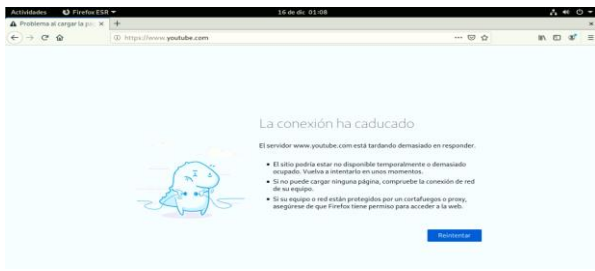 Actividades Firefox ESR 16 de dic 01:08
Problema al cargar la pág
https://www.youtube.com
La conexión ha caducado
El servidor www.youtube.com está tardando demasiado en responder.
El sitio podría estar no disponible temporalmente o demasiado
ocupado. Vuelva a intentarlo en unos momentos.
Si no puede cargar ninguna página, compruebe la conexión de red
de su equipo.
Si su equipo o red están protegidos por un cortafuegos o proxy,
asegúrese de que Firefox tiene permiso para acceder a la web.
Reintentar